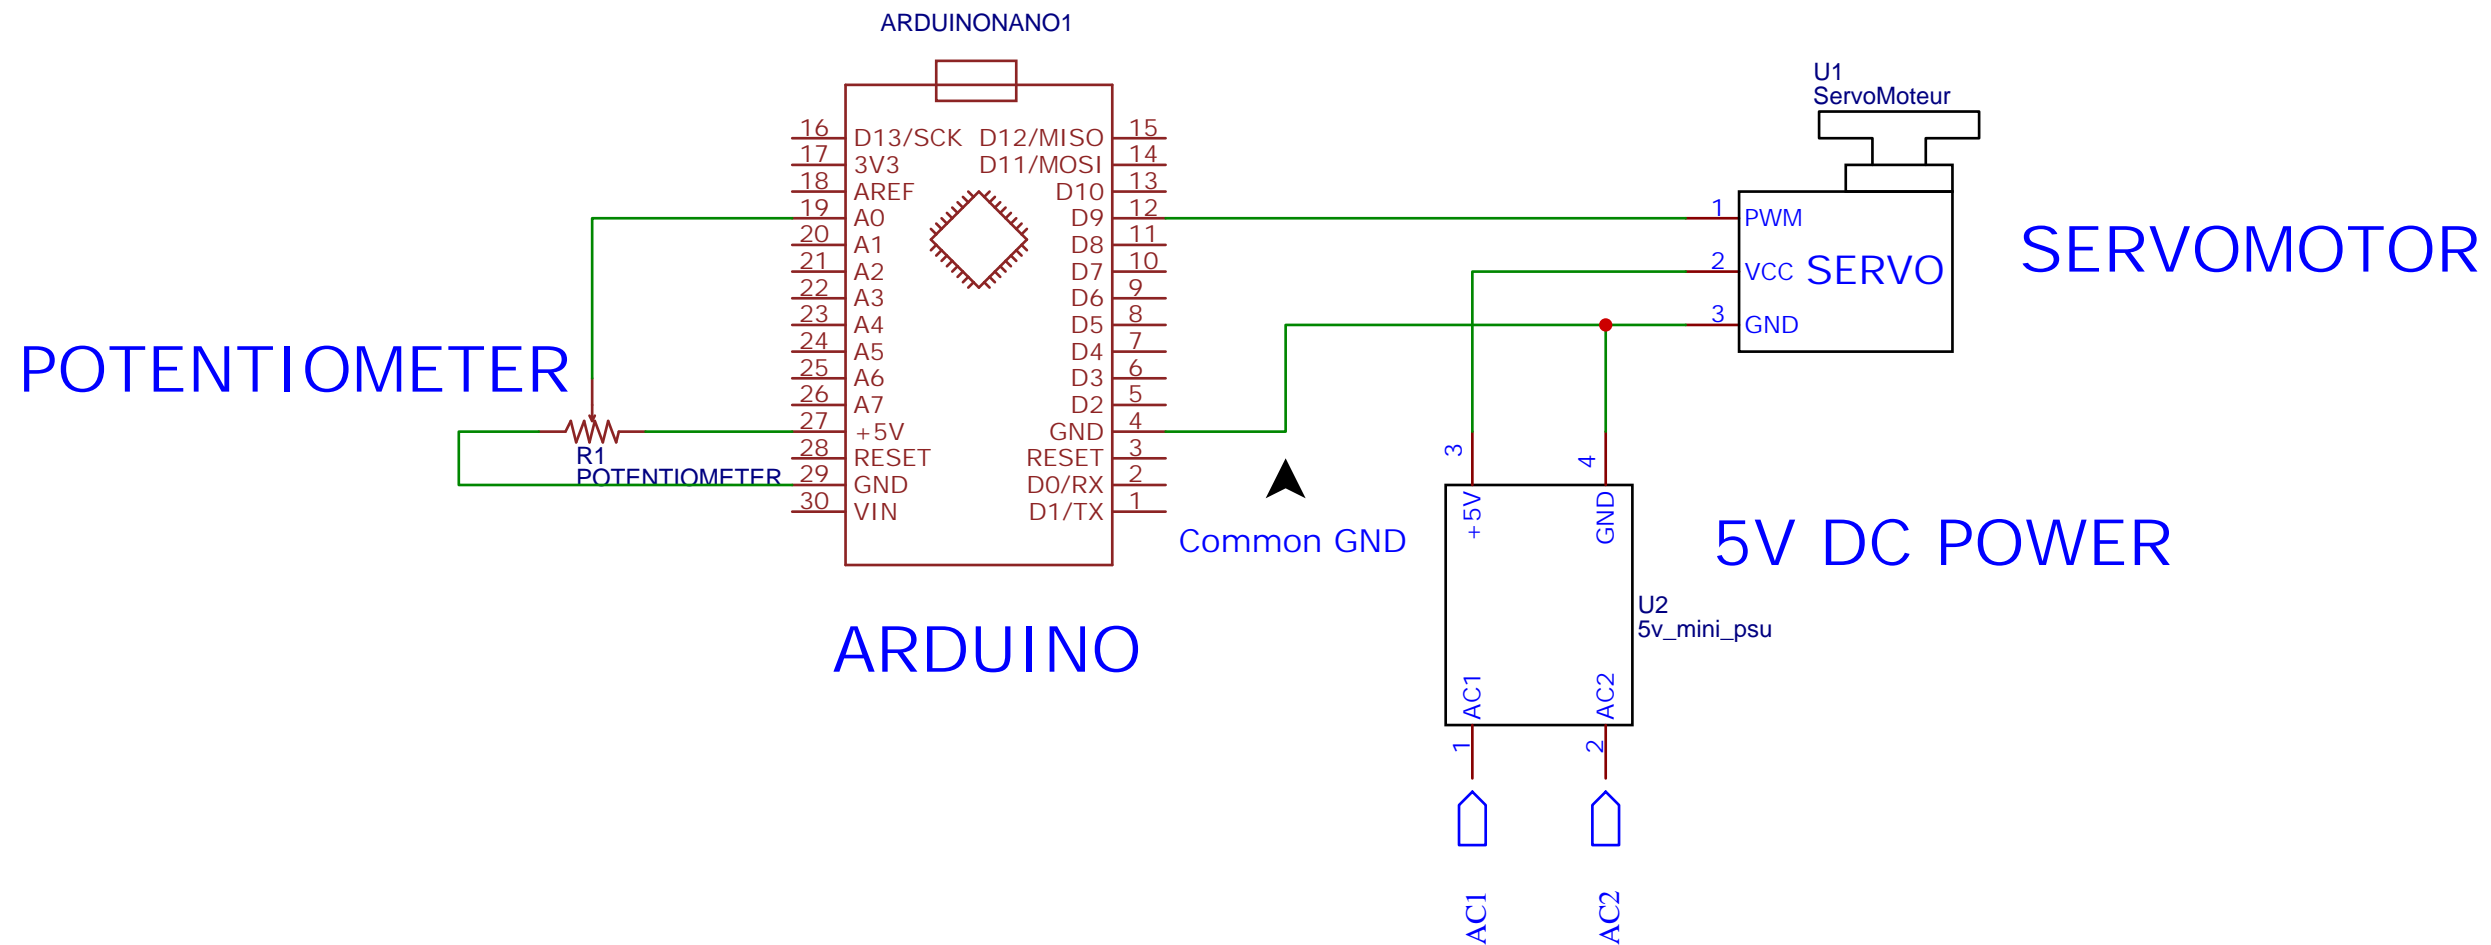 ARDUINONANO1
16 D13/SCK D12/MISO 15
17 3V3 D11/MOSI 14
18 AREF D10 13
19 A0 D9 12
20 A1 D8 11
21 A2 D7 10
22 A3 D6 9
23 A4 D5 8
24 A5 D4 7
25 A6 D3 6
26 A7 D2 5
27 +5V GND 4
28 RESET RESET 3
29 GND D0/RX 2
30 VIN D1/TX 1
ARDUINO
POTENTIOMETER
R1
POTENTIOMETER
Common GND
U1
ServoMoteur
1 PWM
2 VCC SERVO
3 GND
SERVOMOTOR
3 4
+5V GND
5V DC POWER
U2
5v_mini_psu
AC1 AC2
1 2
AC1 AC2